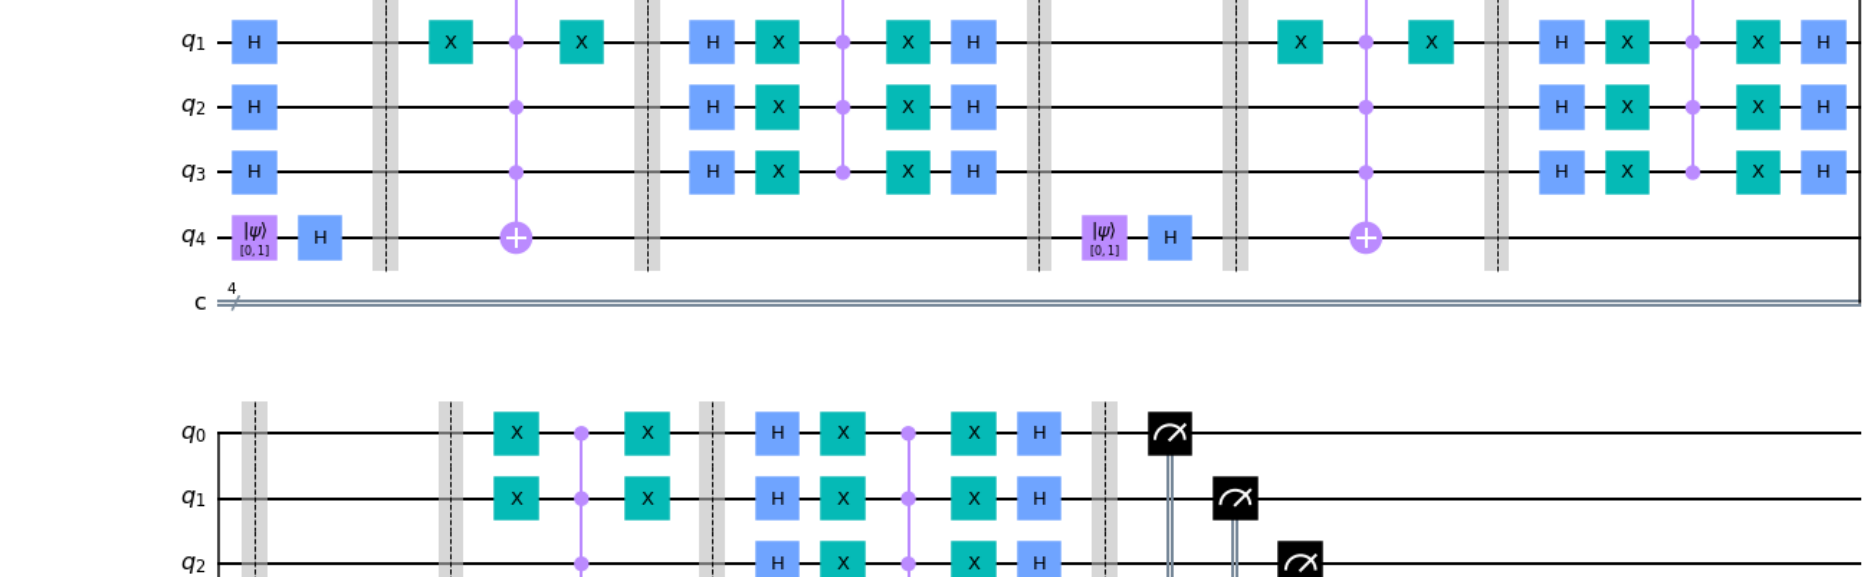 q1 H X X H X X H X X H X X H
q2 H H X X H H X X H
q3 H H X X H H X X H
q4 |ψ⟩ [0,1] H |ψ⟩ [0,1] H
4
c
q0 X X H X X H
q1 X X H X X H
q2 H X X H